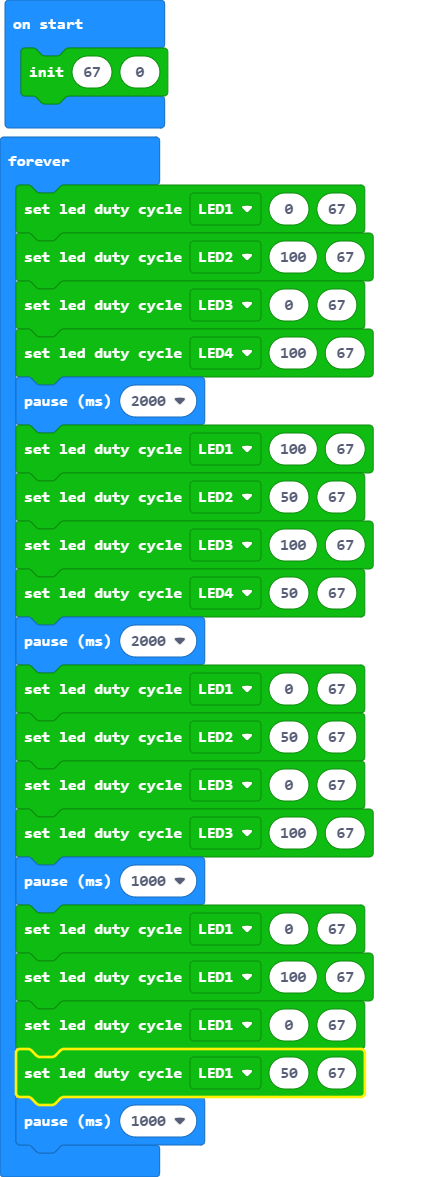 on start
init 67 0
forever
set led duty cycle LED1 0 67
set led duty cycle LED2 100 67
set led duty cycle LED3 0 67
set led duty cycle LED4 100 67
pause (ms) 2000
set led duty cycle LED1 100 67
set led duty cycle LED2 50 67
set led duty cycle LED3 100 67
set led duty cycle LED4 50 67
pause (ms) 2000
set led duty cycle LED1 0 67
set led duty cycle LED2 50 67
set led duty cycle LED3 0 67
set led duty cycle LED3 100 67
pause (ms) 1000
set led duty cycle LED1 0 67
set led duty cycle LED1 100 67
set led duty cycle LED1 0 67
set led duty cycle LED1 50 67
pause (ms) 1000